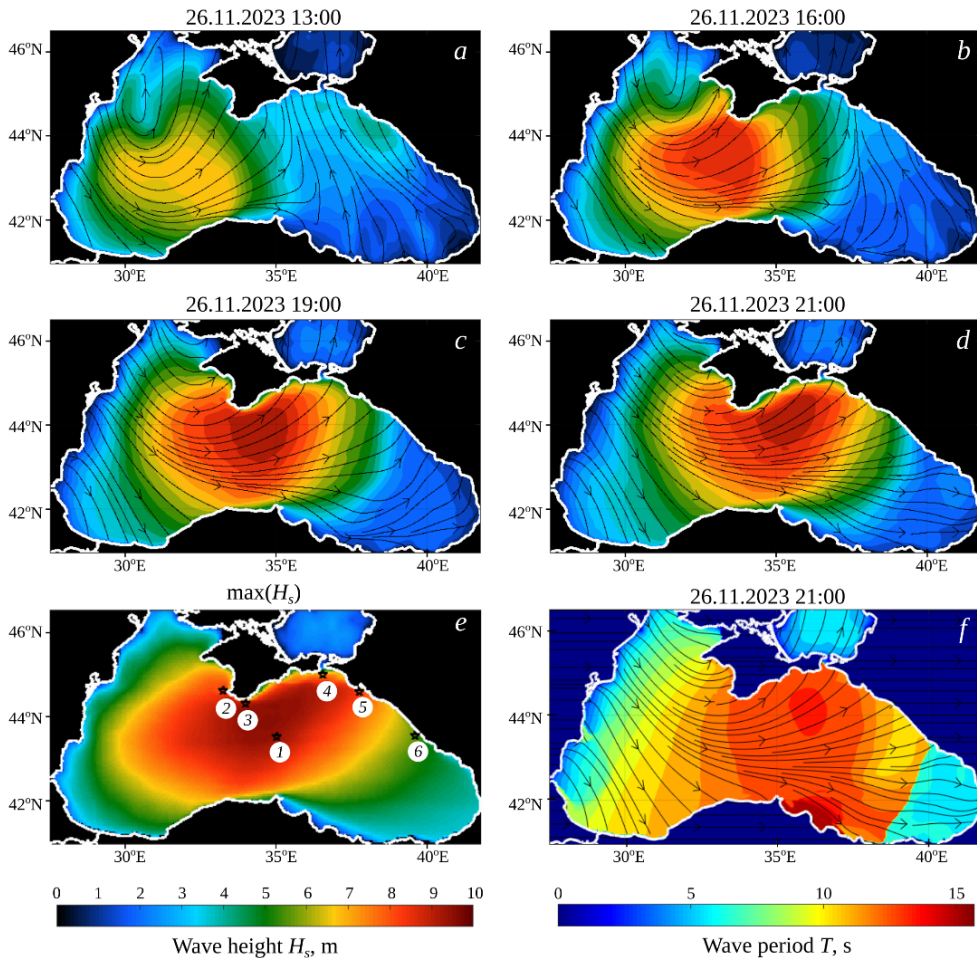 26.11.2023 13:00
26.11.2023 16:00
46°N
44°N
42°N
a
30°E
35°E
40°E
46°N
44°N
42°N
b
30°E
35°E
40°E
26.11.2023 19:00
26.11.2023 21:00
46°N
44°N
42°N
c
30°E
35°E
40°E
46°N
44°N
42°N
d
30°E
35°E
40°E
max(Hₛ)
26.11.2023 21:00
46°N
44°N
42°N
e
1
2
3
4
5
6
30°E
35°E
40°E
46°N
44°N
42°N
f
30°E
35°E
40°E
0 1 2 3 4 5 6 7 8 9 10
Wave height Hₛ, m
0 5 10 15
Wave period T, s